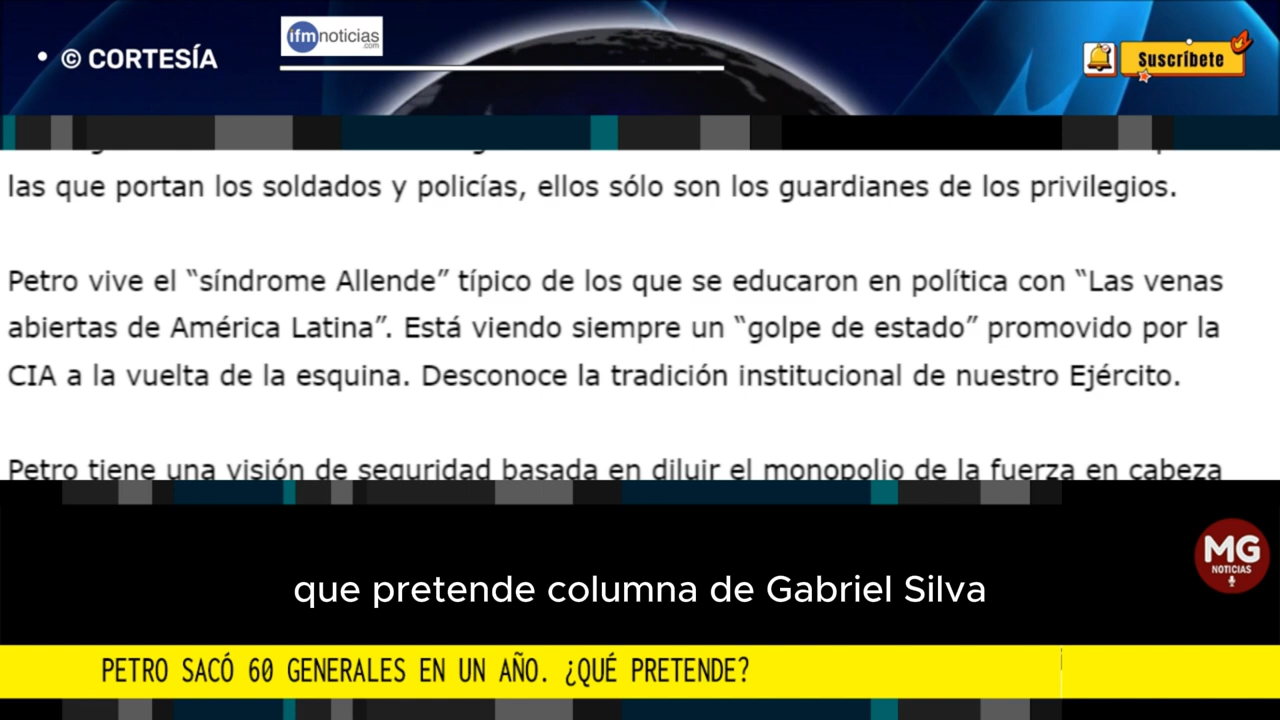 • © CORTESÍA
ifmnoticias
.com
Suscríbete
las que portan los soldados y policías, ellos sólo son los guardianes de los privilegios.
Petro vive el “síndrome Allende” típico de los que se educaron en política con “Las venas
abiertas de América Latina”. Está viendo siempre un “golpe de estado” promovido por la
CIA a la vuelta de la esquina. Desconoce la tradición institucional de nuestro Ejército.
Petro tiene una visión de seguridad basada en diluir el monopolio de la fuerza en cabeza
MG
NOTICIAS
que pretende columna de Gabriel Silva
PETRO SACÓ 60 GENERALES EN UN AÑO. ¿QUÉ PRETENDE?